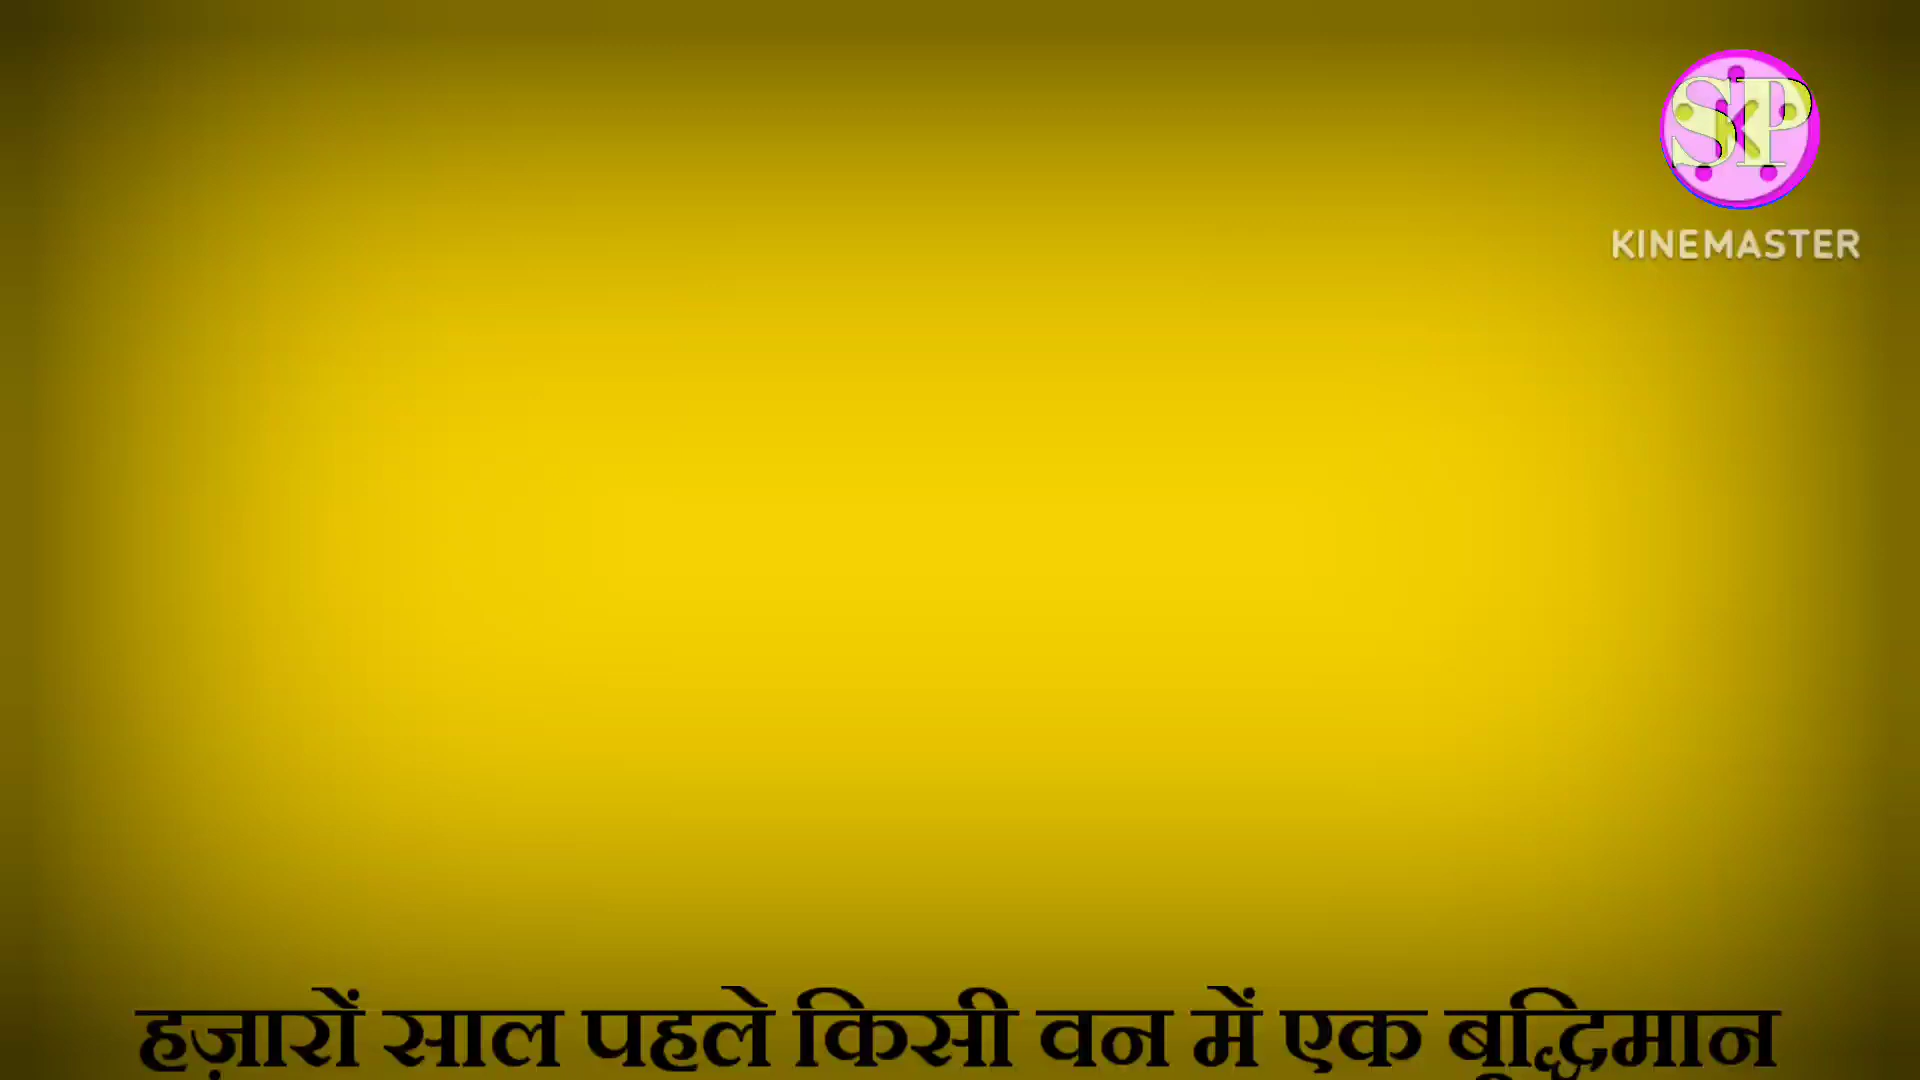 SP
KINEMASTER
हज़ारों साल पहले किसी वन में एक बुद्धिमान